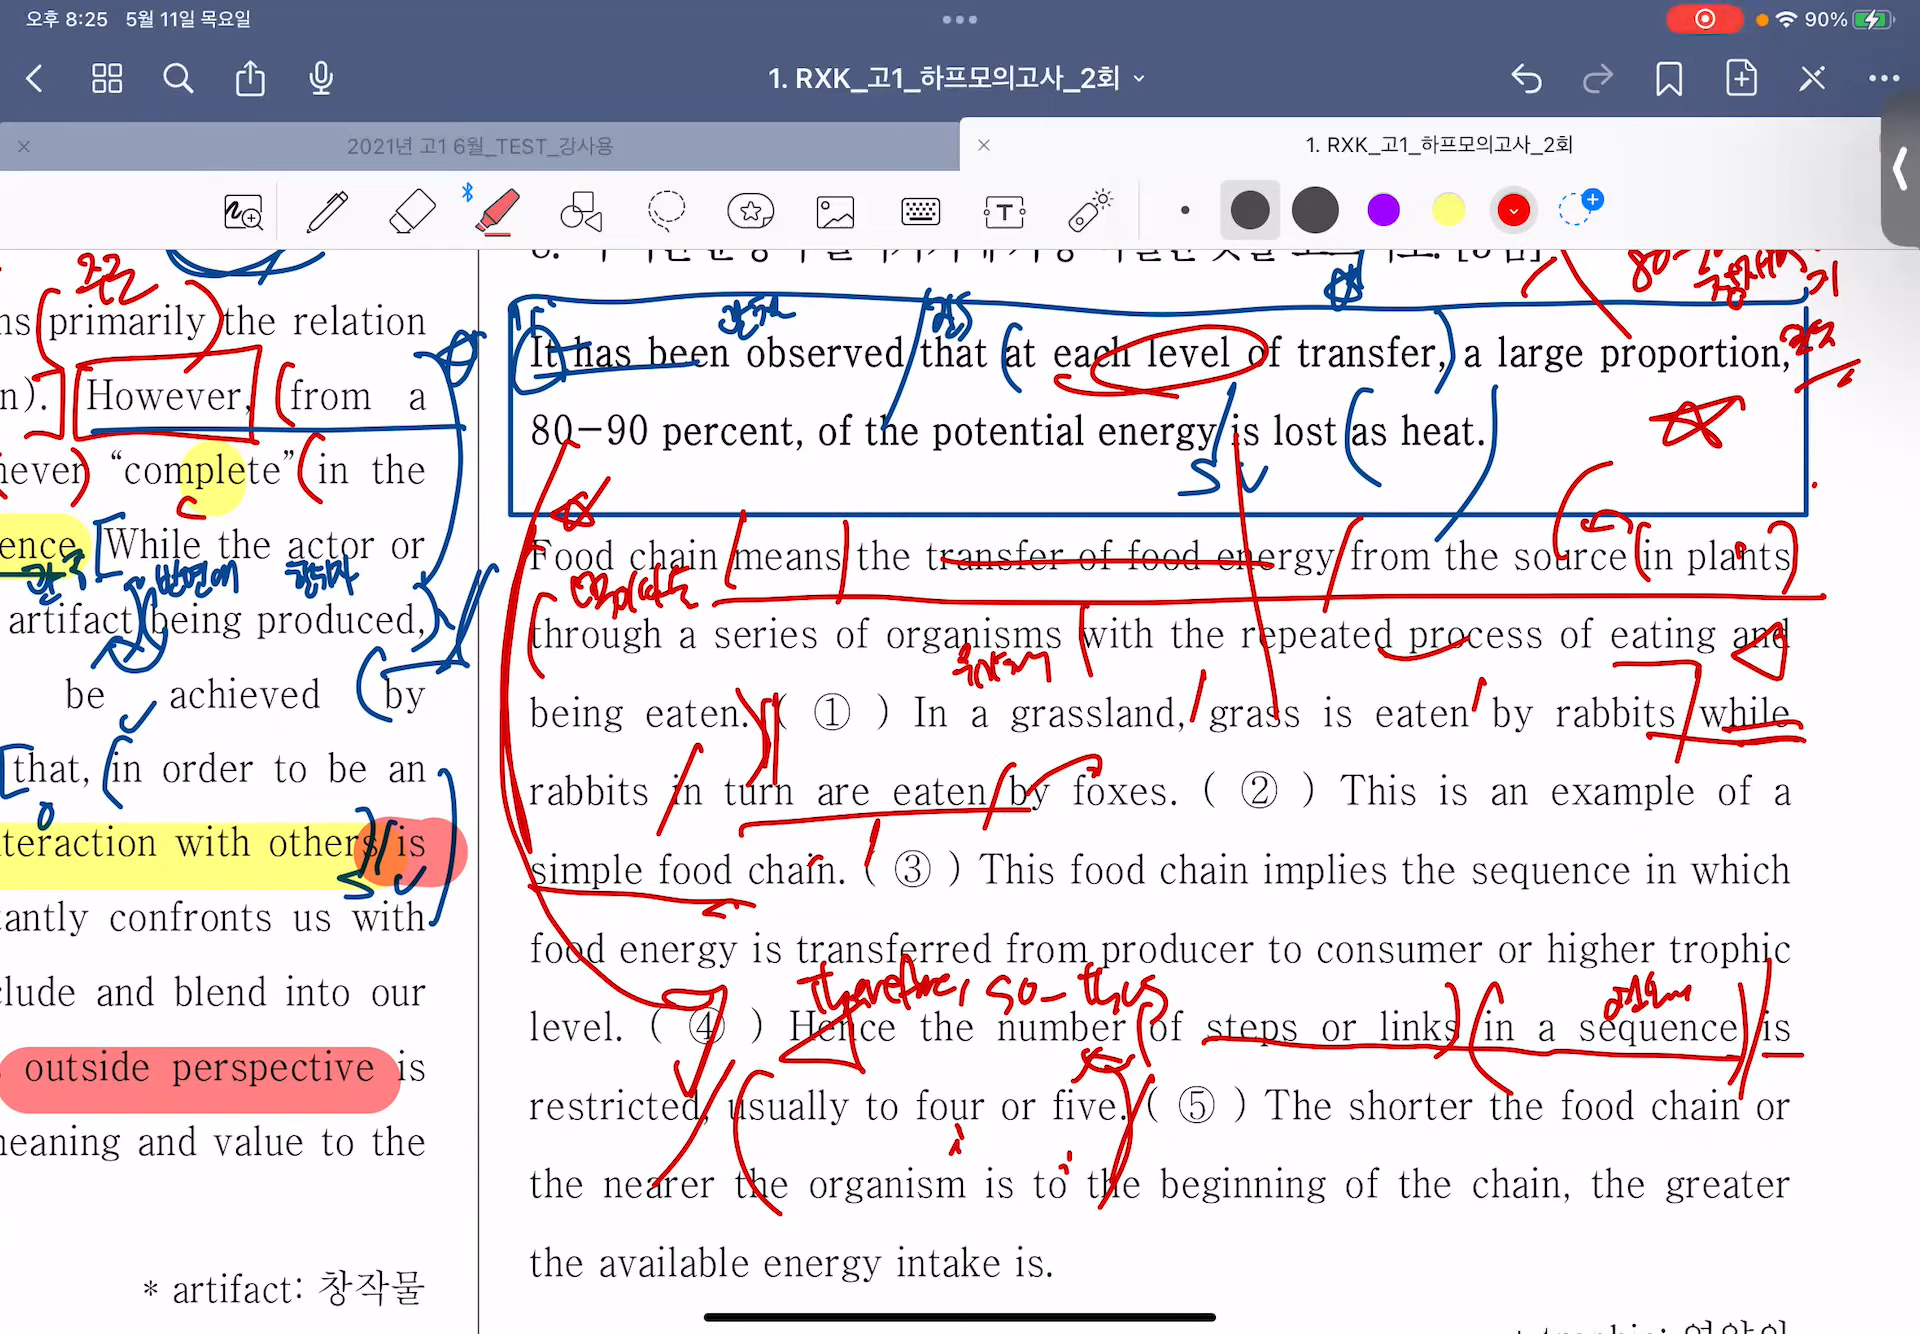 오후 8:25 5월 11일 목요일
90%
1. RXK_고1_하프모의고사_2회
2021년 고1 6월_TEST_강사용
1. RXK_고1_하프모의고사_2회
primarily) the relation
However, (from a
"complete" (in the
[While the actor or
반면에
artifact) (being produced,
be achieved (by
[that, (in order to be an
teraction with others is
S V
tantly confronts us with
clude and blend into our
outside perspective is
meaning and value to the
* artifact: 창작물
It has been observed that (at each level of transfer,) a large proportion,
80-90 percent, of the potential energy is lost (as heat.)
S V
Food chain means the transfer of food energy from the source (in plants)
through a series of organisms with the repeated process of eating and
being eaten. ( ① ) In a grassland, grass is eaten by rabbits while
rabbits in turn are eaten by foxes. ( ② ) This is an example of a
simple food chain. ( ③ ) This food chain implies the sequence in which
food energy is transferred from producer to consumer or higher trophic
therefore, so - thus
level. ( ④ ) Hence the number (of steps or links) (in a sequence) is
restricted, usually to four or five. ( ⑤ ) The shorter the food chain or
the nearer the organism is to the beginning of the chain, the greater
the available energy intake is.